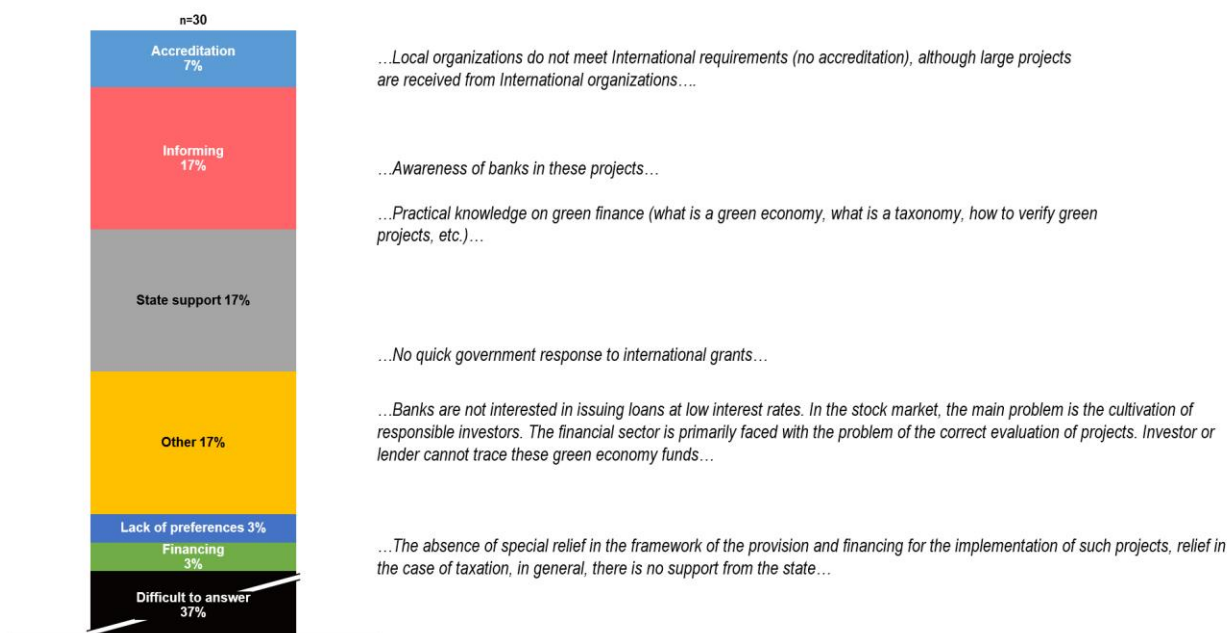 n=30
Accreditation
7%
…Local organizations do not meet International requirements (no accreditation), although large projects
are received from International organizations….
Informing
17%
…Awareness of banks in these projects…
…Practical knowledge on green finance (what is a green economy, what is a taxonomy, how to verify green
projects, etc.)…
State support 17%
…No quick government response to international grants…
Other 17%
…Banks are not interested in issuing loans at low interest rates. In the stock market, the main problem is the cultivation of
responsible investors. The financial sector is primarily faced with the problem of the correct evaluation of projects. Investor or
lender cannot trace these green economy funds…
Lack of preferences 3%
Financing
3%
…The absence of special relief in the framework of the provision and financing for the implementation of such projects, relief in
the case of taxation, in general, there is no support from the state…
Difficult to answer
37%